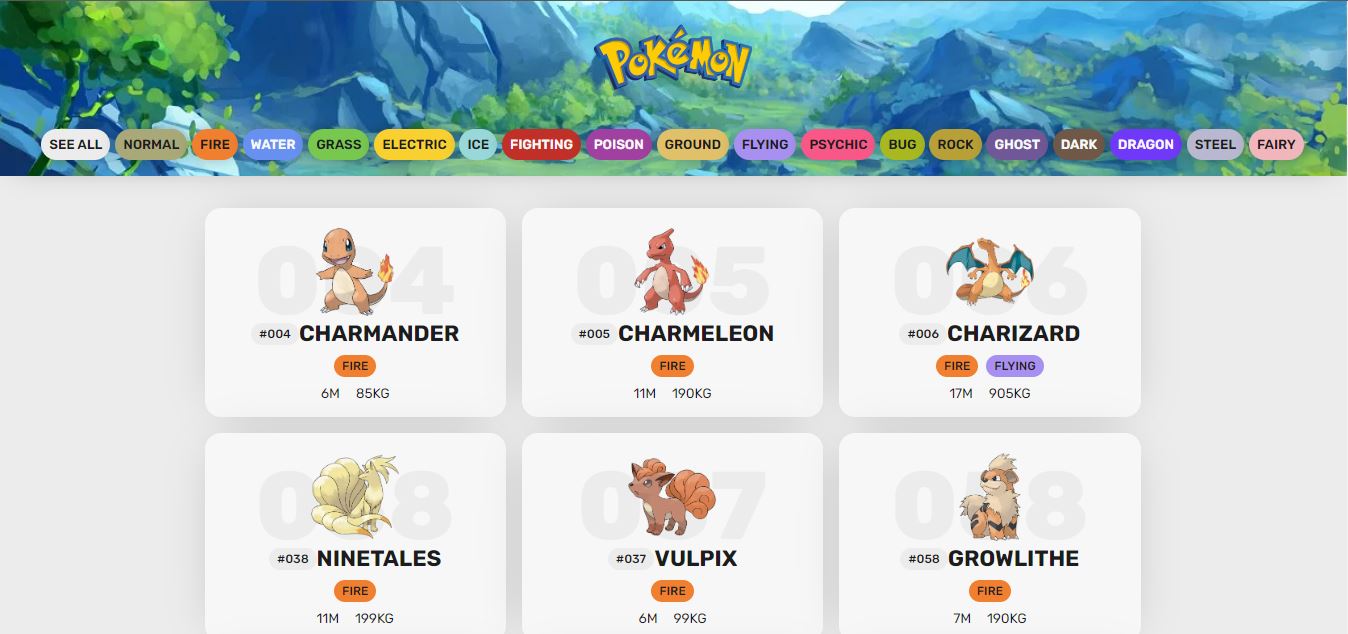 POKéMON
SEE ALL NORMAL FIRE WATER GRASS ELECTRIC ICE FIGHTING POISON GROUND FLYING PSYCHIC BUG ROCK GHOST DARK DRAGON STEEL FAIRY
004 005 006
#004 CHARMANDER #005 CHARMELEON #006 CHARIZARD
FIRE FIRE FIRE FLYING
6M 85KG 11M 190KG 17M 905KG
038 037 058
#038 NINETALES #037 VULPIX #058 GROWLITHE
FIRE FIRE FIRE
11M 199KG 6M 99KG 7M 190KG